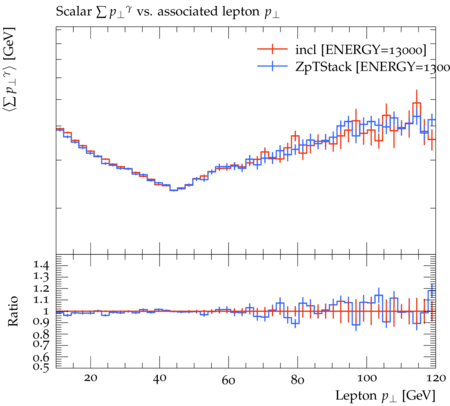 Scalar ∑ p⊥^γ vs. associated lepton p⊥
⟨∑ p⊥^γ⟩ [GeV]
incl [ENERGY=13000]
ZpTStack [ENERGY=1300
Ratio
1.4
1.3
1.2
1.1
1
0.9
0.8
0.7
0.6
0.5
20 40 60 80 100 120
Lepton p⊥ [GeV]